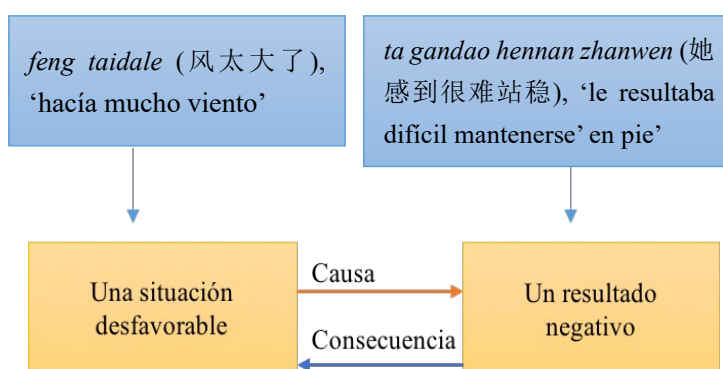 feng taidale (风太大了),
‘hacía mucho viento’
ta gandao hennan zhanwen (她
感到很难站稳), ‘le resultaba
difícil mantenerse’ en pie’
Una situación
desfavorable
Causa
Consecuencia
Un resultado
negativo